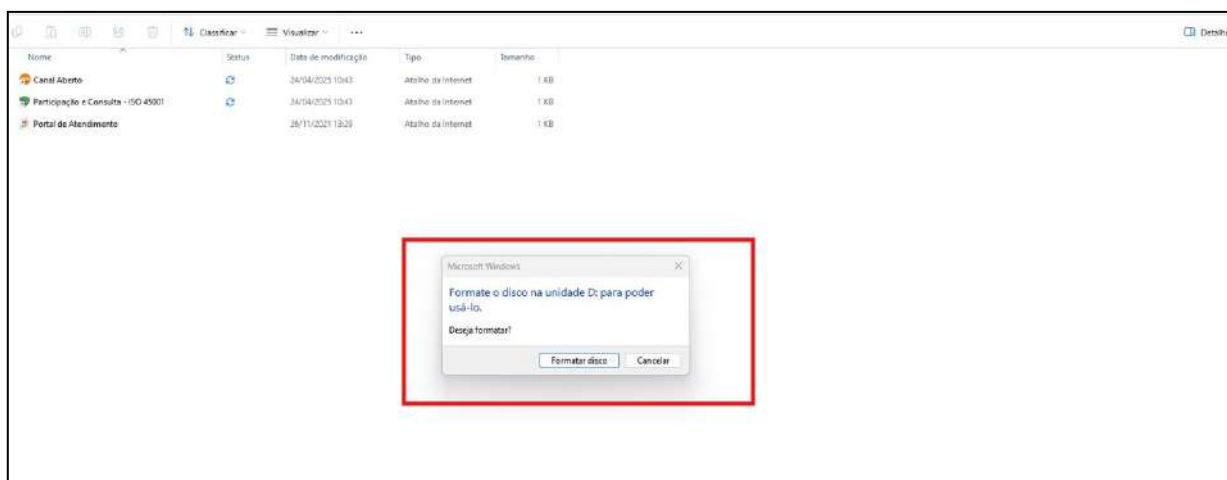 Classificar Visualizar ...
Detalhe
Nome Status Data de modificação Tipo Tamanho
Canal Aberto 24/04/2025 10:43 Atalho da Internet 1 KB
Participação e Consulta - ISO 45001 24/04/2025 10:43 Atalho da Internet 1 KB
Portal de Atendimento 26/11/2021 13:28 Atalho da Internet 1 KB
Microsoft Windows
Formate o disco na unidade D: para poder
usá-lo.
Deseja formatar?
Formatar disco Cancelar